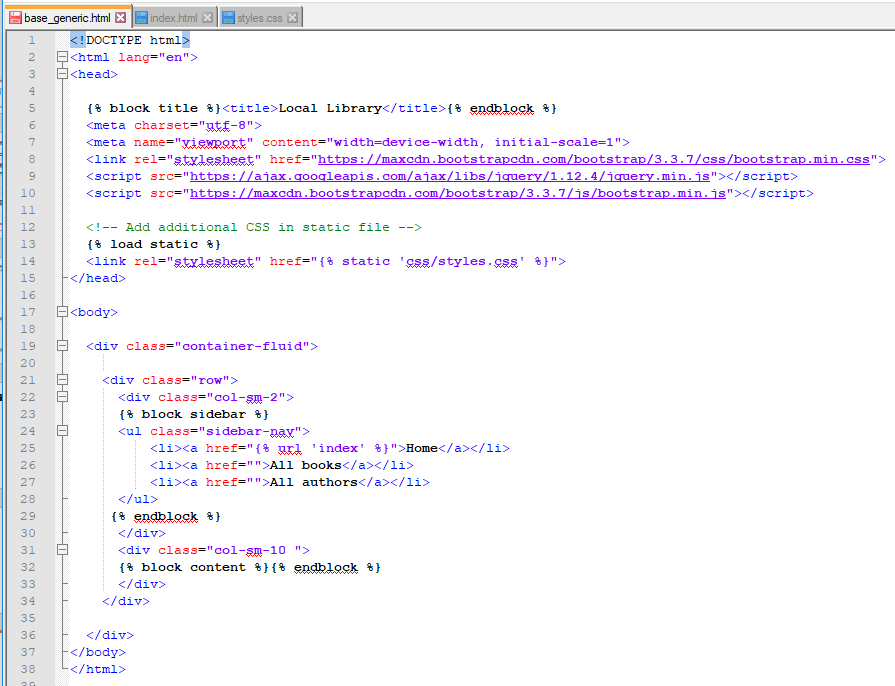 base_generic.html index.html styles.css
1 <!DOCTYPE html>
2 <html lang="en">
3 <head>
4
5 {% block title %}<title>Local Library</title>{% endblock %}
6 <meta charset="utf-8">
7 <meta name="viewport" content="width=device-width, initial-scale=1">
8 <link rel="stylesheet" href="https://maxcdn.bootstrapcdn.com/bootstrap/3.3.7/css/bootstrap.min.css">
9 <script src="https://ajax.googleapis.com/ajax/libs/jquery/1.12.4/jquery.min.js"></script>
10 <script src="https://maxcdn.bootstrapcdn.com/bootstrap/3.3.7/js/bootstrap.min.js"></script>
11
12 <!-- Add additional CSS in static file -->
13 {% load static %}
14 <link rel="stylesheet" href="{% static 'css/styles.css' %}">
15 </head>
16
17 <body>
18
19 <div class="container-fluid">
20
21 <div class="row">
22 <div class="col-sm-2">
23 {% block sidebar %}
24 <ul class="sidebar-nav">
25 <li><a href="{% url 'index' %}">Home</a></li>
26 <li><a href="">All books</a></li>
27 <li><a href="">All authors</a></li>
28 </ul>
29 {% endblock %}
30 </div>
31 <div class="col-sm-10 ">
32 {% block content %}{% endblock %}
33 </div>
34 </div>
35
36 </div>
37 </body>
38 </html>
39